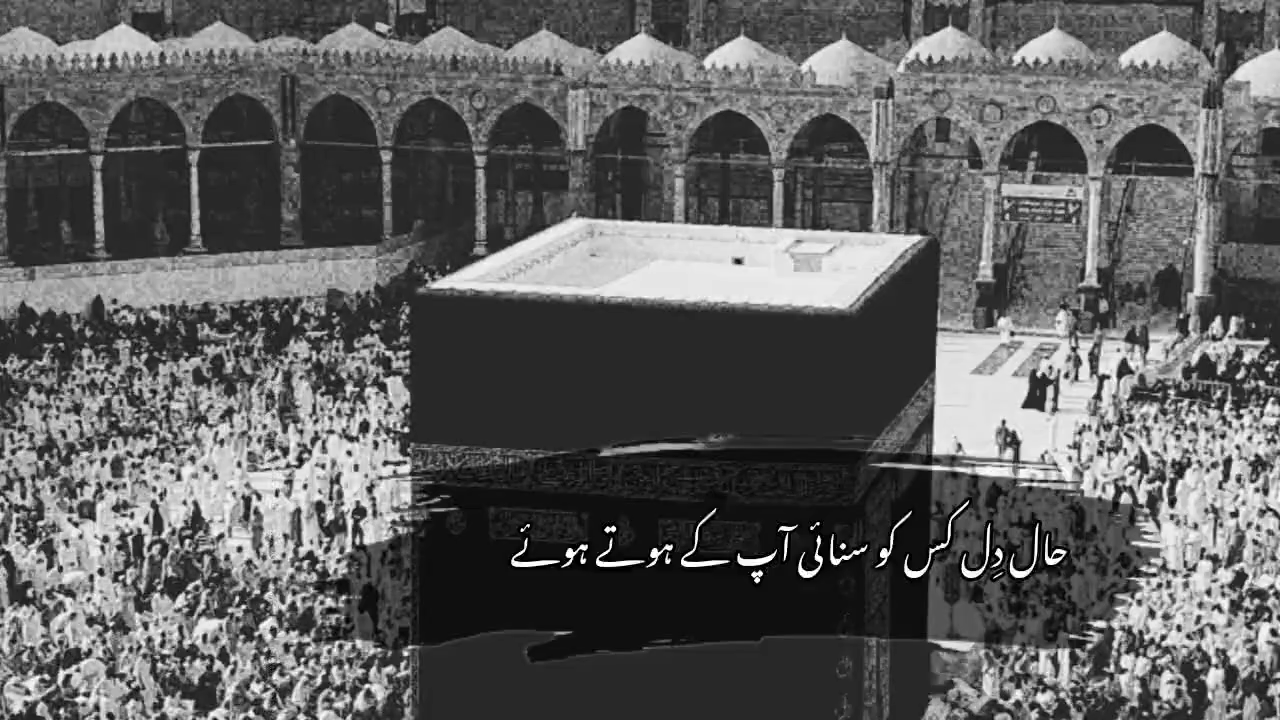 حال دِل کس کو سنائی آپ کے ہوتے ہوئے